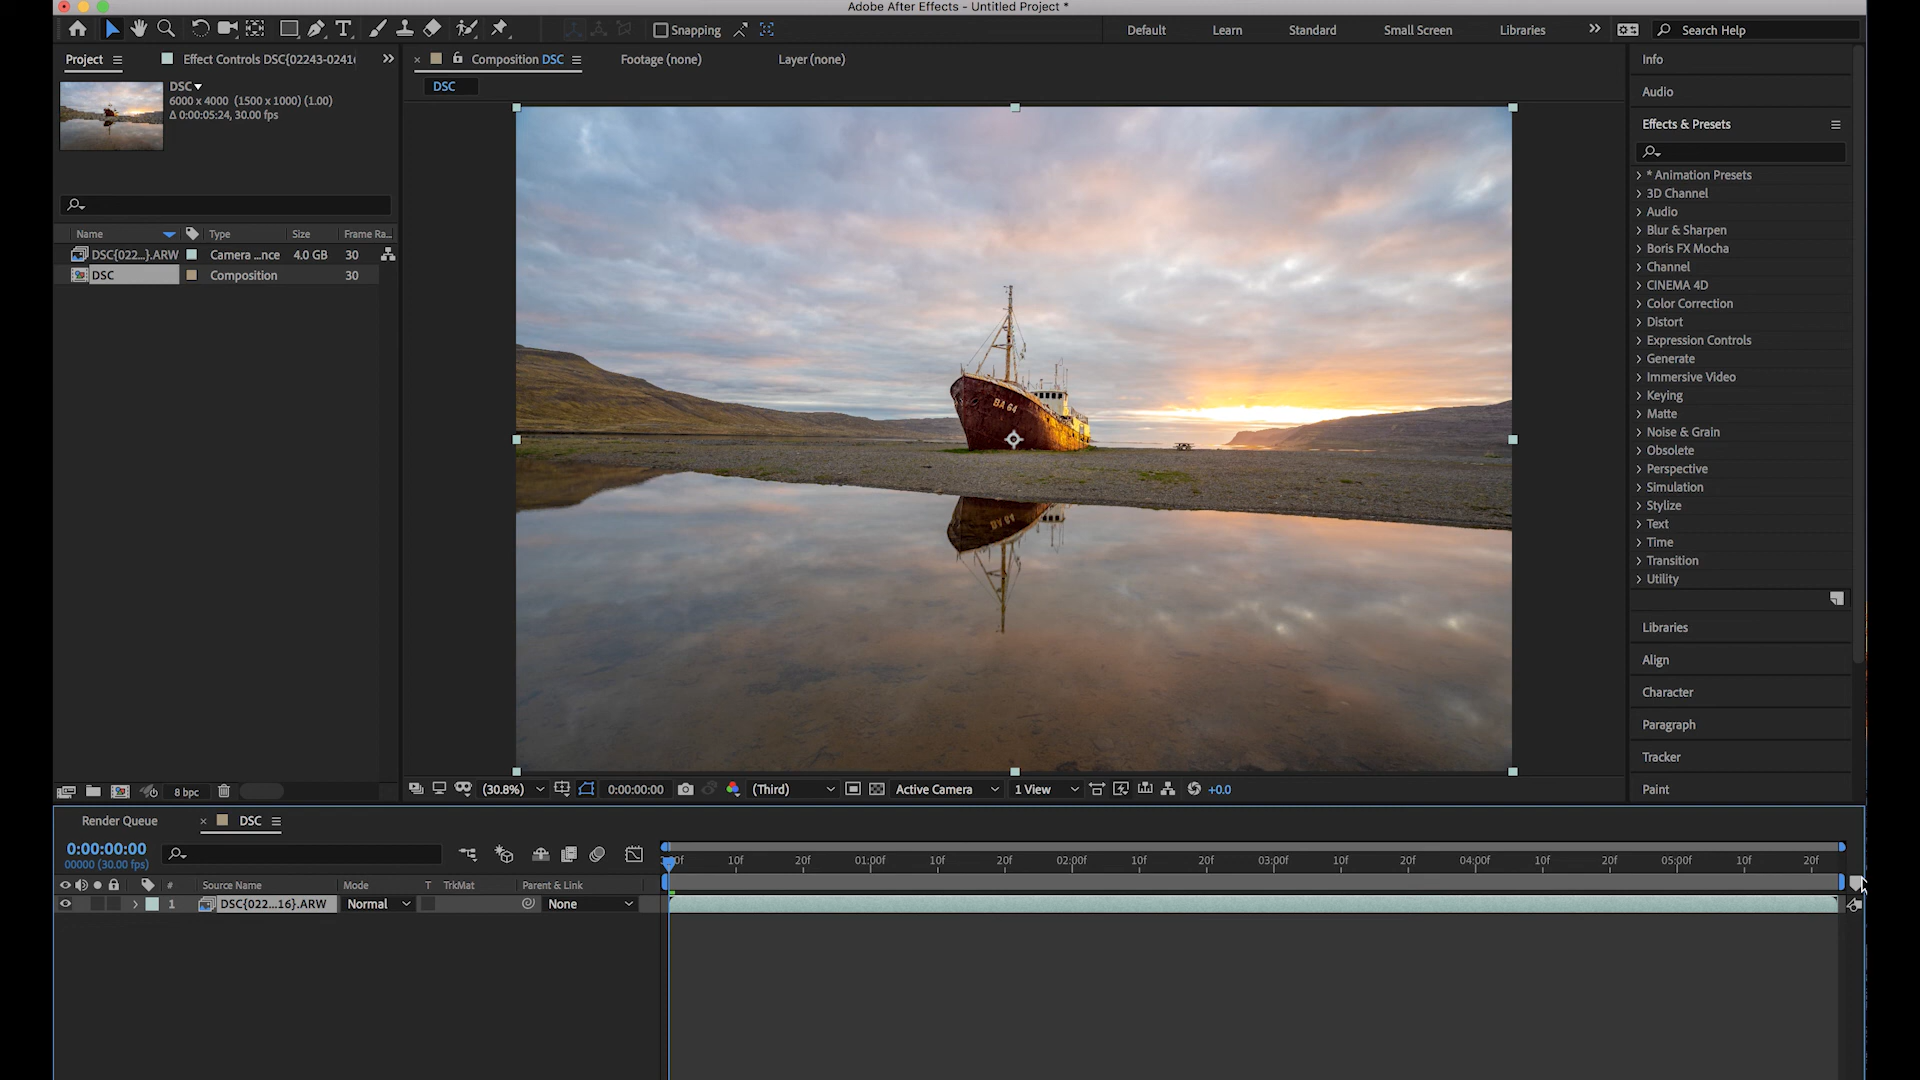 Adobe After Effects - Untitled Project *
Snapping
Default
Learn
Standard
Small Screen
Libraries
Search Help
Project
Effect Controls DSC{02243-0241
Composition DSC
Footage (none)
Layer (none)
DSC
DSC
6000 x 4000 (1500 x 1000) (1.00)
Δ 0:00:05:24, 30.00 fps
Name
Type
Size
Frame Ra...
DSC{022...}.ARW
Camera ...nce
4.0 GB
30
DSC
Composition
30
BA 64
8 bpc
(30.8%)
0:00:00:00
(Third)
Active Camera
1 View
+0.0
Info
Audio
Effects & Presets
* Animation Presets
3D Channel
Audio
Blur & Sharpen
Boris FX Mocha
Channel
CINEMA 4D
Color Correction
Distort
Expression Controls
Generate
Immersive Video
Keying
Matte
Noise & Grain
Obsolete
Perspective
Simulation
Stylize
Text
Time
Transition
Utility
Libraries
Align
Character
Paragraph
Tracker
Paint
Render Queue
DSC
0:00:00:00
00000 (30.00 fps)
10f
20f
01:00f
10f
20f
02:00f
10f
20f
03:00f
10f
20f
04:00f
10f
20f
05:00f
10f
20f
#
Source Name
Mode
T
TrkMat
Parent & Link
1
DSC{022...16}.ARW
Normal
None